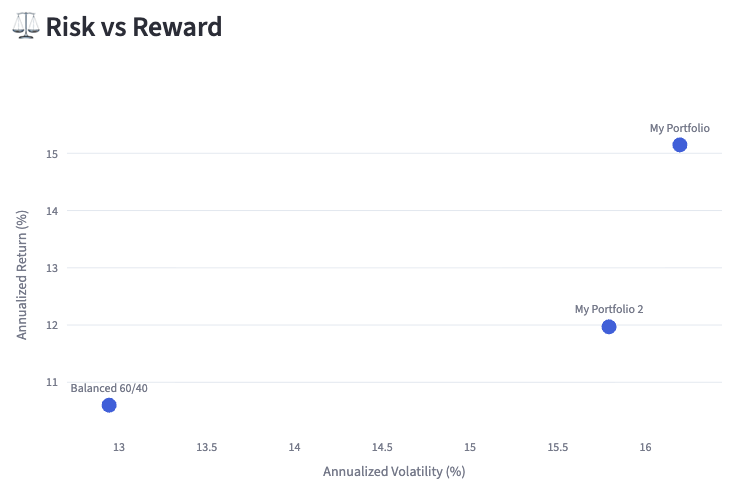 ⚖️ Risk vs Reward
My Portfolio
15
14
13
My Portfolio 2
12
11
Balanced 60/40
Annualized Return (%)
13 13.5 14 14.5 15 15.5 16
Annualized Volatility (%)